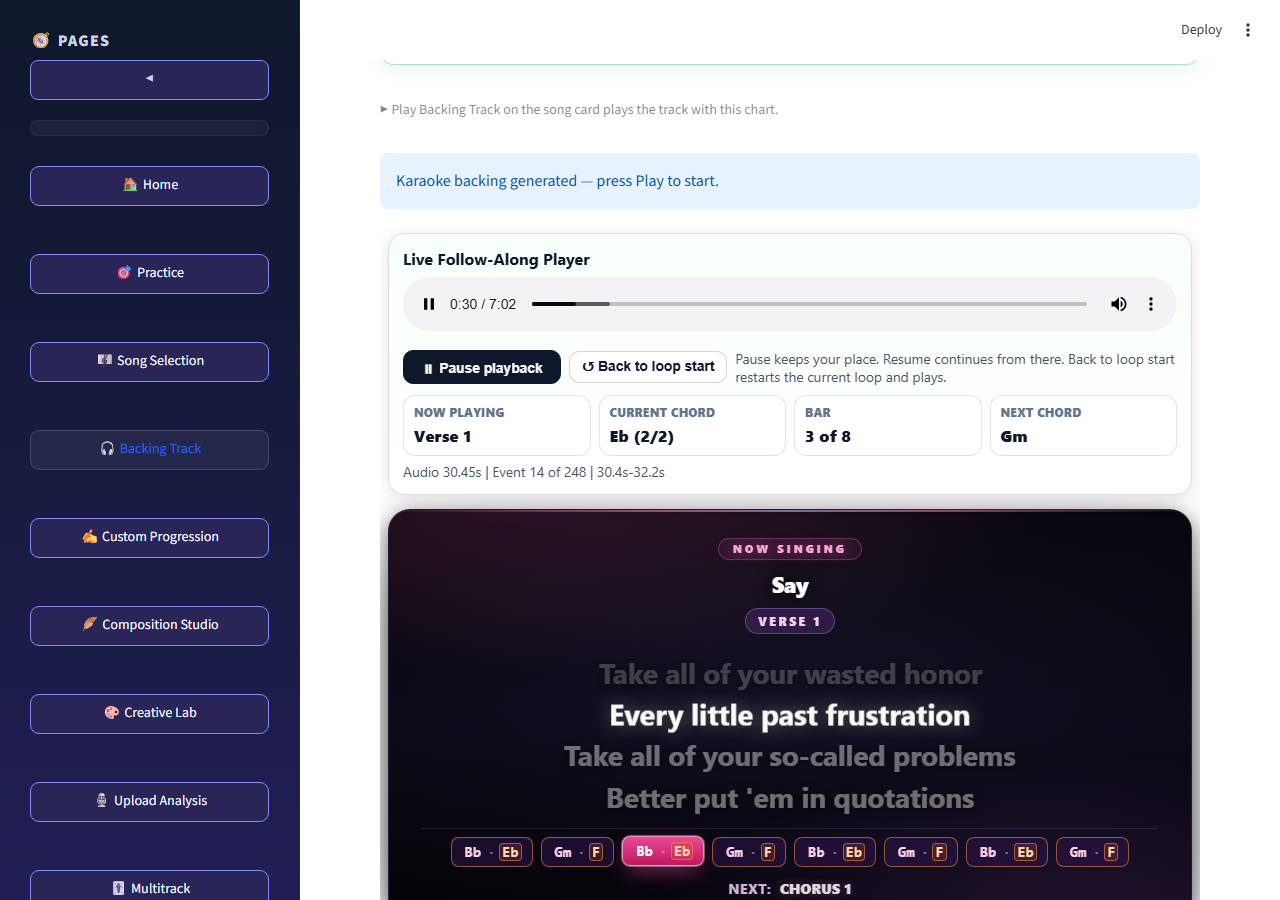 PAGES
◄
Home
Practice
Song Selection
Backing Track
Custom Progression
Composition Studio
Creative Lab
Upload Analysis
Multitrack
Deploy
► Play Backing Track on the song card plays the track with this chart.
Karaoke backing generated — press Play to start.
Live Follow-Along Player
0:30 / 7:02
⏸ Pause playback
↺ Back to loop start
Pause keeps your place. Resume continues from there. Back to loop start
restarts the current loop and plays.
NOW PLAYING
Verse 1
CURRENT CHORD
Eb (2/2)
BAR
3 of 8
NEXT CHORD
Gm
Audio 30.45s | Event 14 of 248 | 30.4s-32.2s
NOW SINGING
Say
VERSE 1
Take all of your wasted honor
Every little past frustration
Take all of your so-called problems
Better put 'em in quotations
Bb · Eb Gm · F Bb · Eb Gm · F Bb · Eb Gm · F Bb · Eb Gm · F
NEXT: CHORUS 1